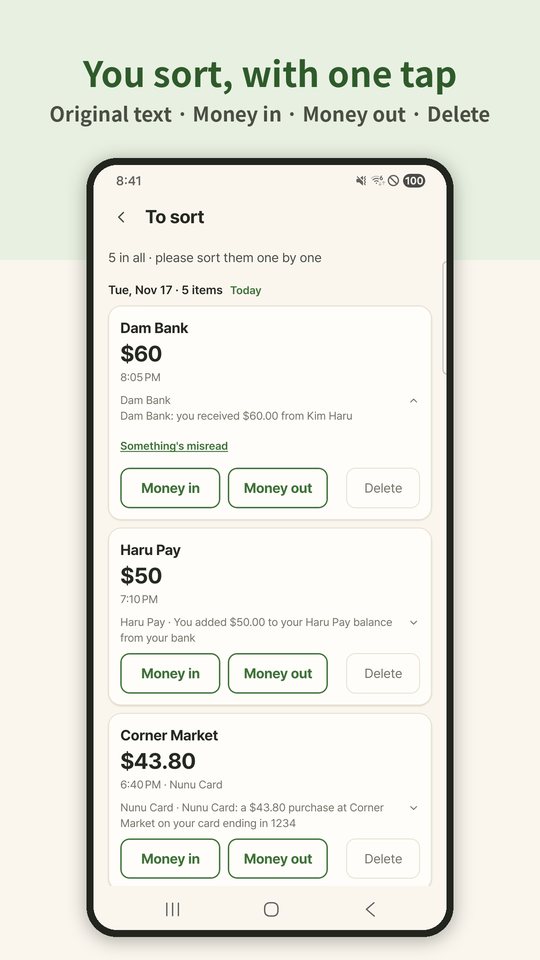 You sort, with one tap
Original text · Money in · Money out · Delete
8:41
100
To sort
5 in all · please sort them one by one
Tue, Nov 17 · 5 items Today
Dam Bank
$60
8:05 PM
Dam Bank
Dam Bank: you received $60.00 from Kim Haru
Something's misread
Money in Money out Delete
Haru Pay
$50
7:10 PM
Haru Pay · You added $50.00 to your Haru Pay balance
from your bank
Money in Money out Delete
Corner Market
$43.80
6:40 PM · Nunu Card
Nunu Card · Nunu Card: a $43.80 purchase at Corner
Market on your card ending in 1234
Money in Money out Delete